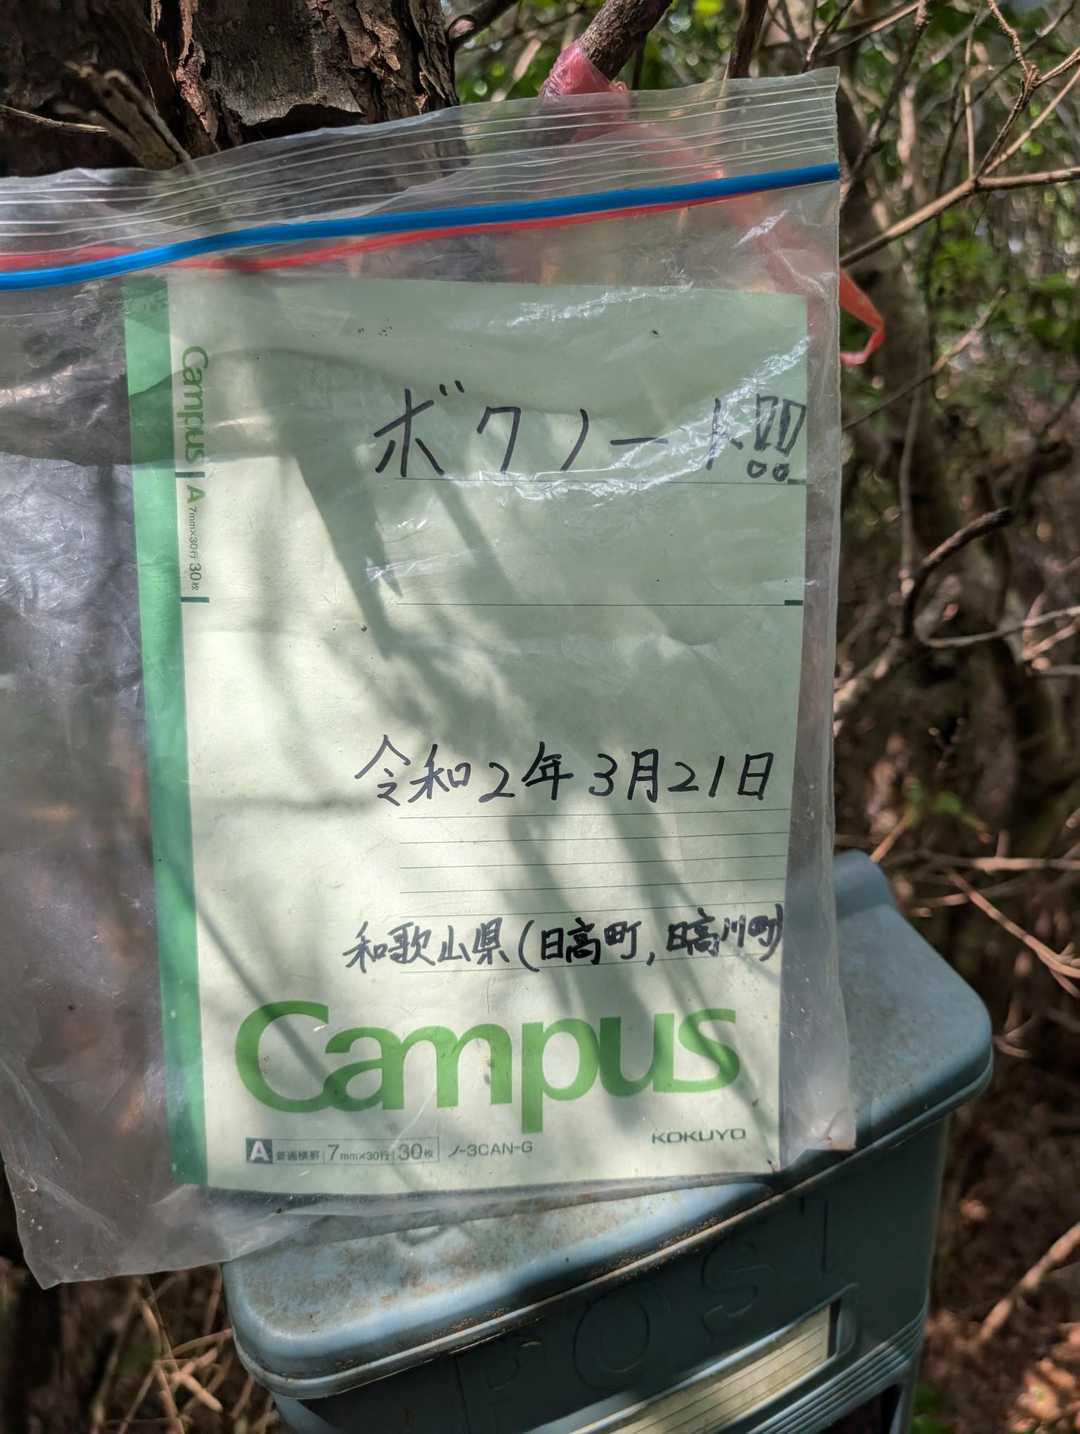 Campus A 7mm×30行 30枚
ボクノート!!
令和2年3月21日
和歌山県(日高町,日高川町)
Campus
A 普通横罫 7mm×30行 30枚 ノ-3CAN-G
KOKUYO
POST